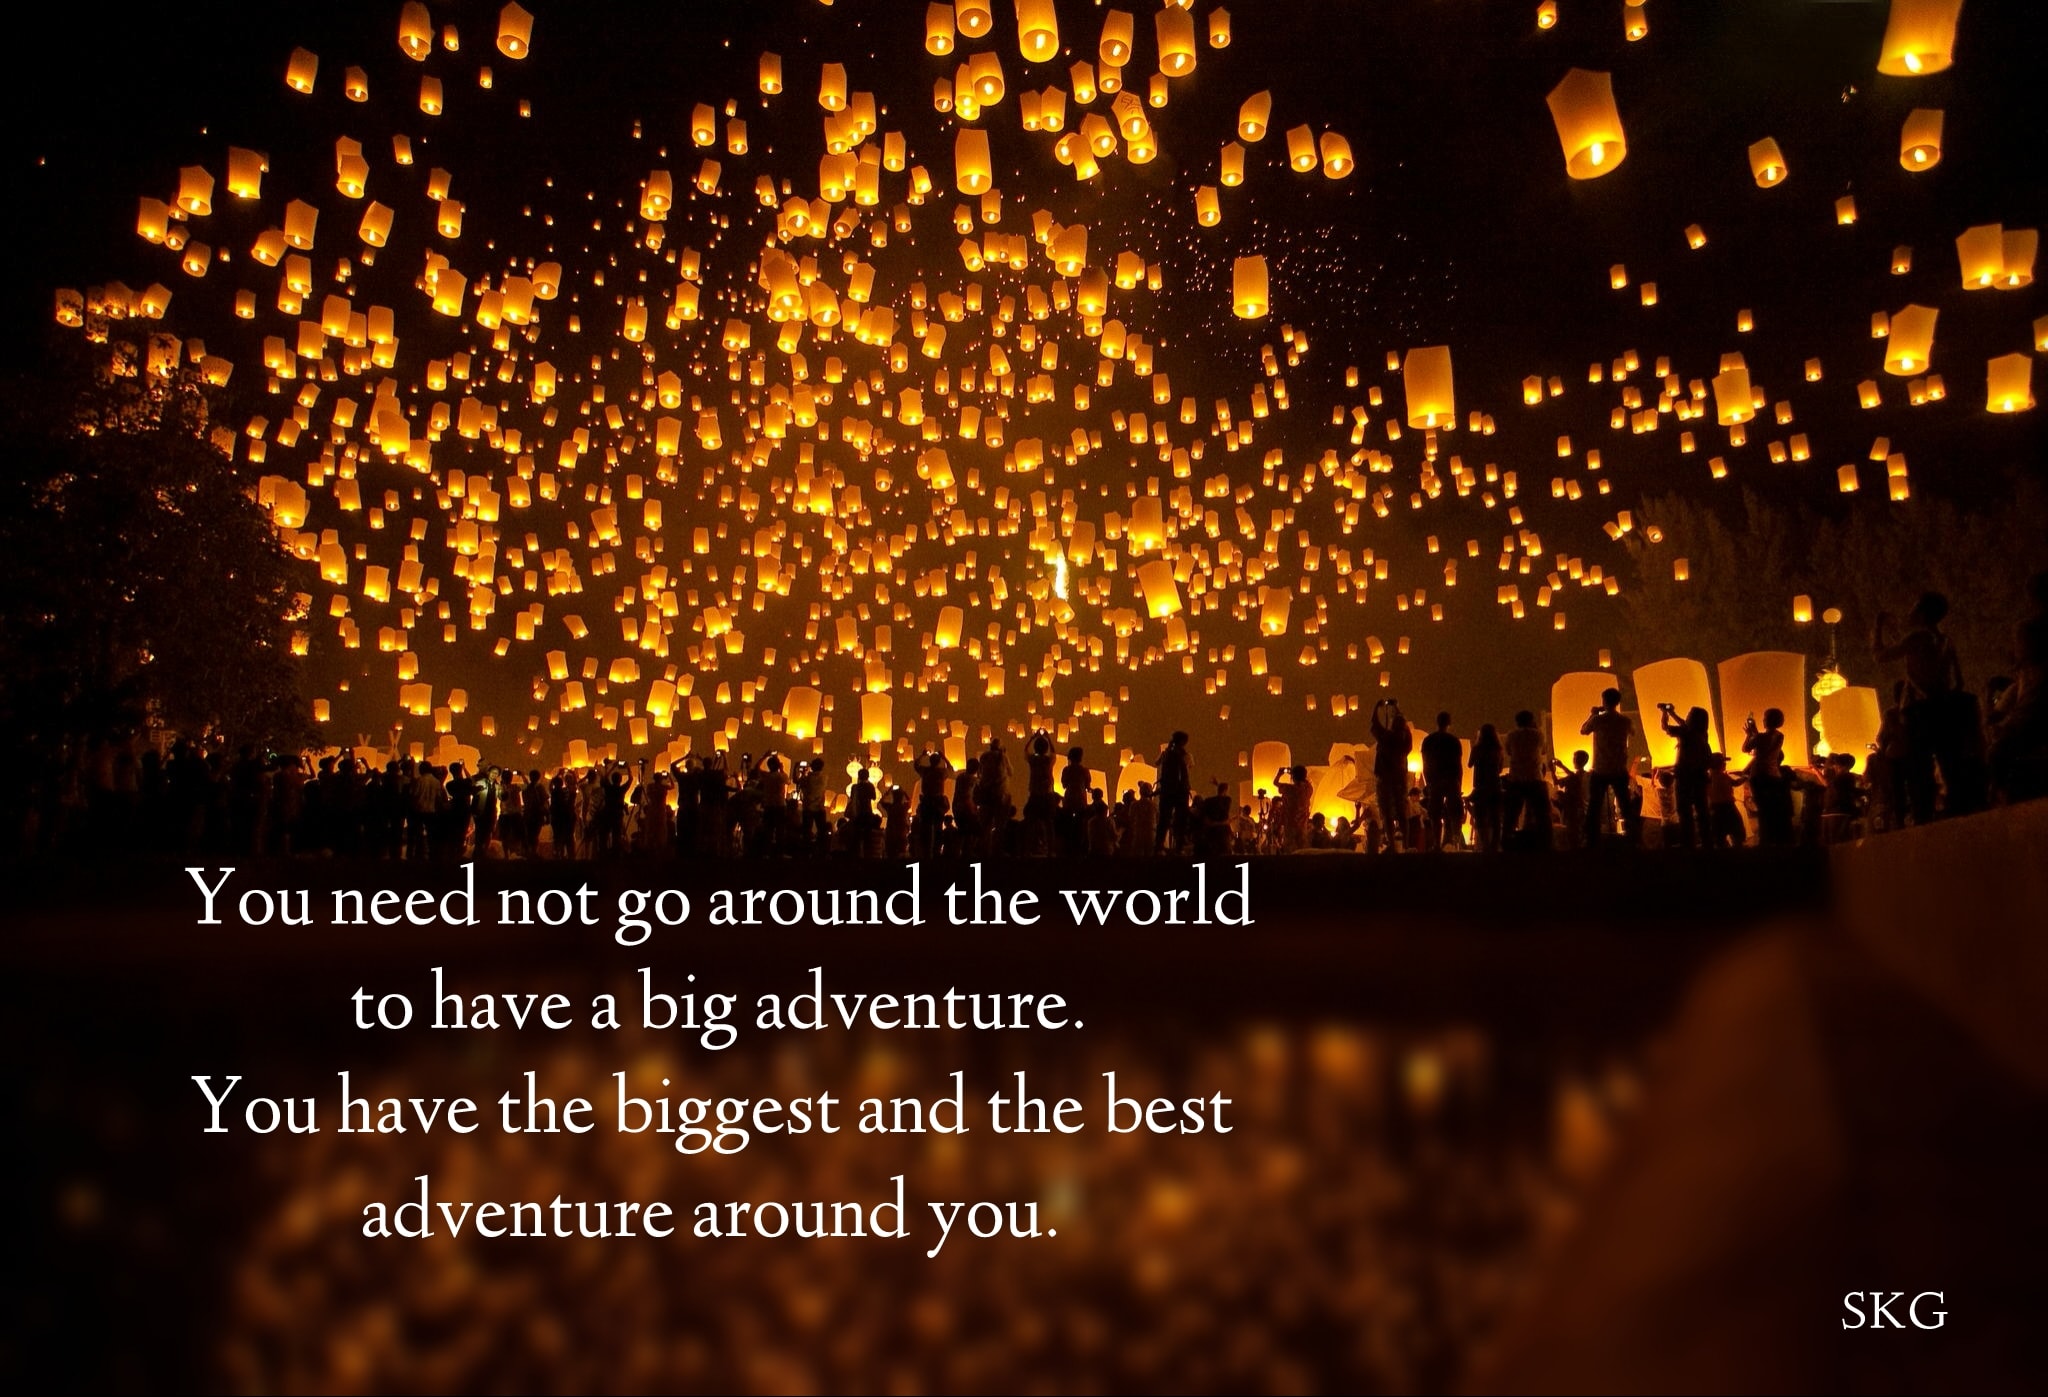 You need not go around the world
to have a big adventure.
You have the biggest and the best
adventure around you.
SKG